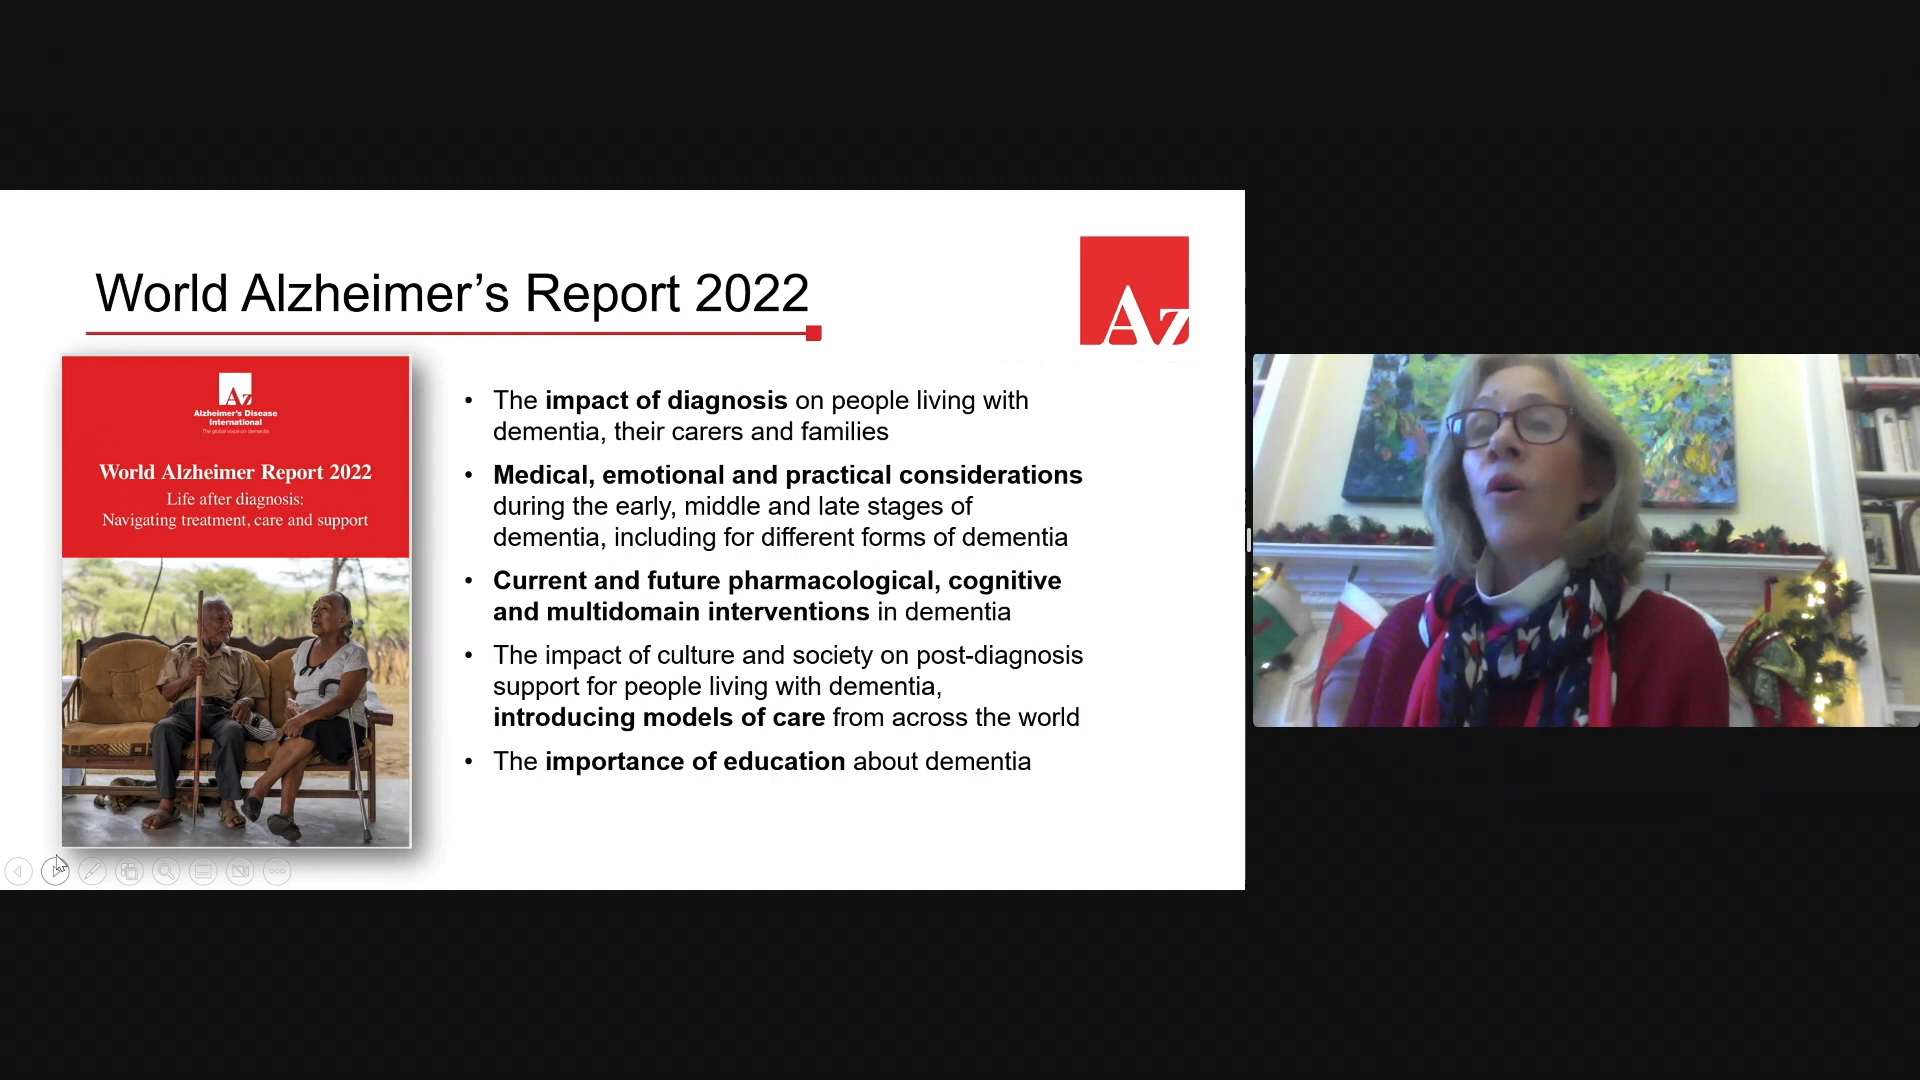 World Alzheimer’s Report 2022
Az
Az
Alzheimer's Disease
International
The global voice on dementia
World Alzheimer Report 2022
Life after diagnosis:
Navigating treatment, care and support
• The impact of diagnosis on people living with
dementia, their carers and families
• Medical, emotional and practical considerations
during the early, middle and late stages of
dementia, including for different forms of dementia
• Current and future pharmacological, cognitive
and multidomain interventions in dementia
• The impact of culture and society on post-diagnosis
support for people living with dementia,
introducing models of care from across the world
• The importance of education about dementia